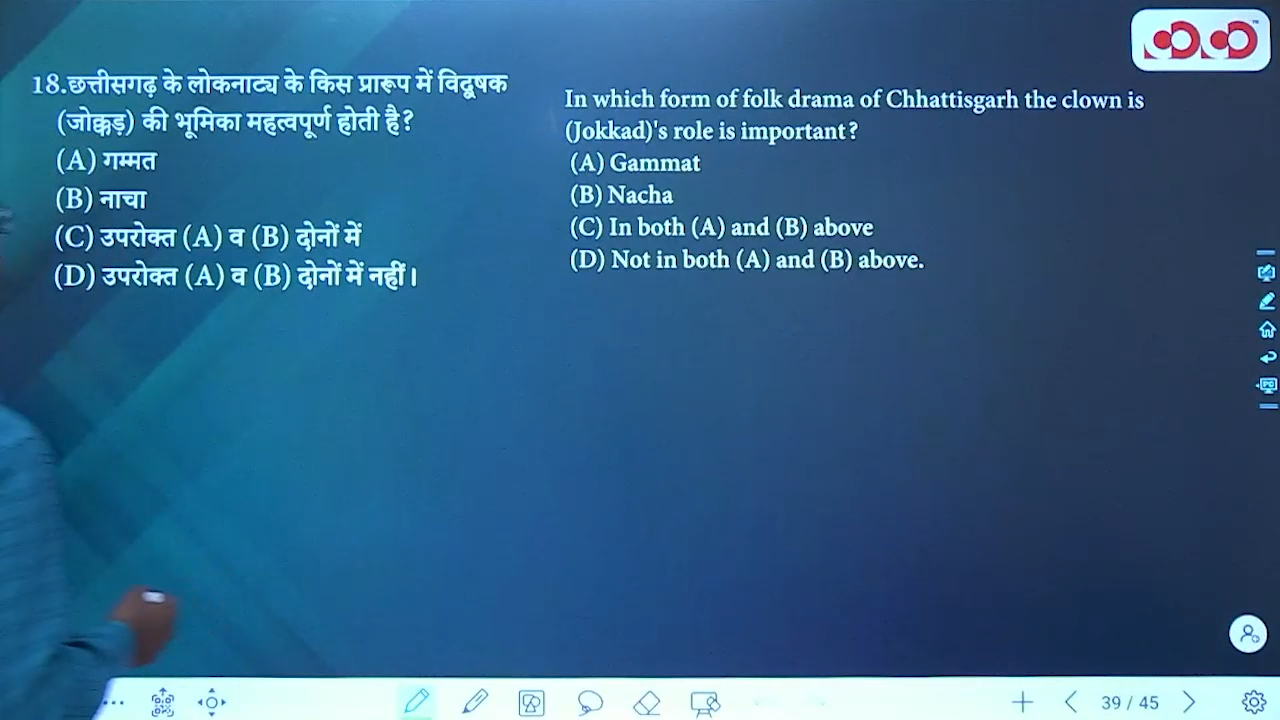 18.छत्तीसगढ़ के लोकनाट्य के किस प्रारूप में विदूषक
(जोक्कड़) की भूमिका महत्वपूर्ण होती है?
(A) गम्मत
(B) नाचा
(C) उपरोक्त (A) व (B) दोनों में
(D) उपरोक्त (A) व (B) दोनों में नहीं।
In which form of folk drama of Chhattisgarh the clown is
(Jokkad)'s role is important?
(A) Gammat
(B) Nacha
(C) In both (A) and (B) above
(D) Not in both (A) and (B) above.
39 / 45